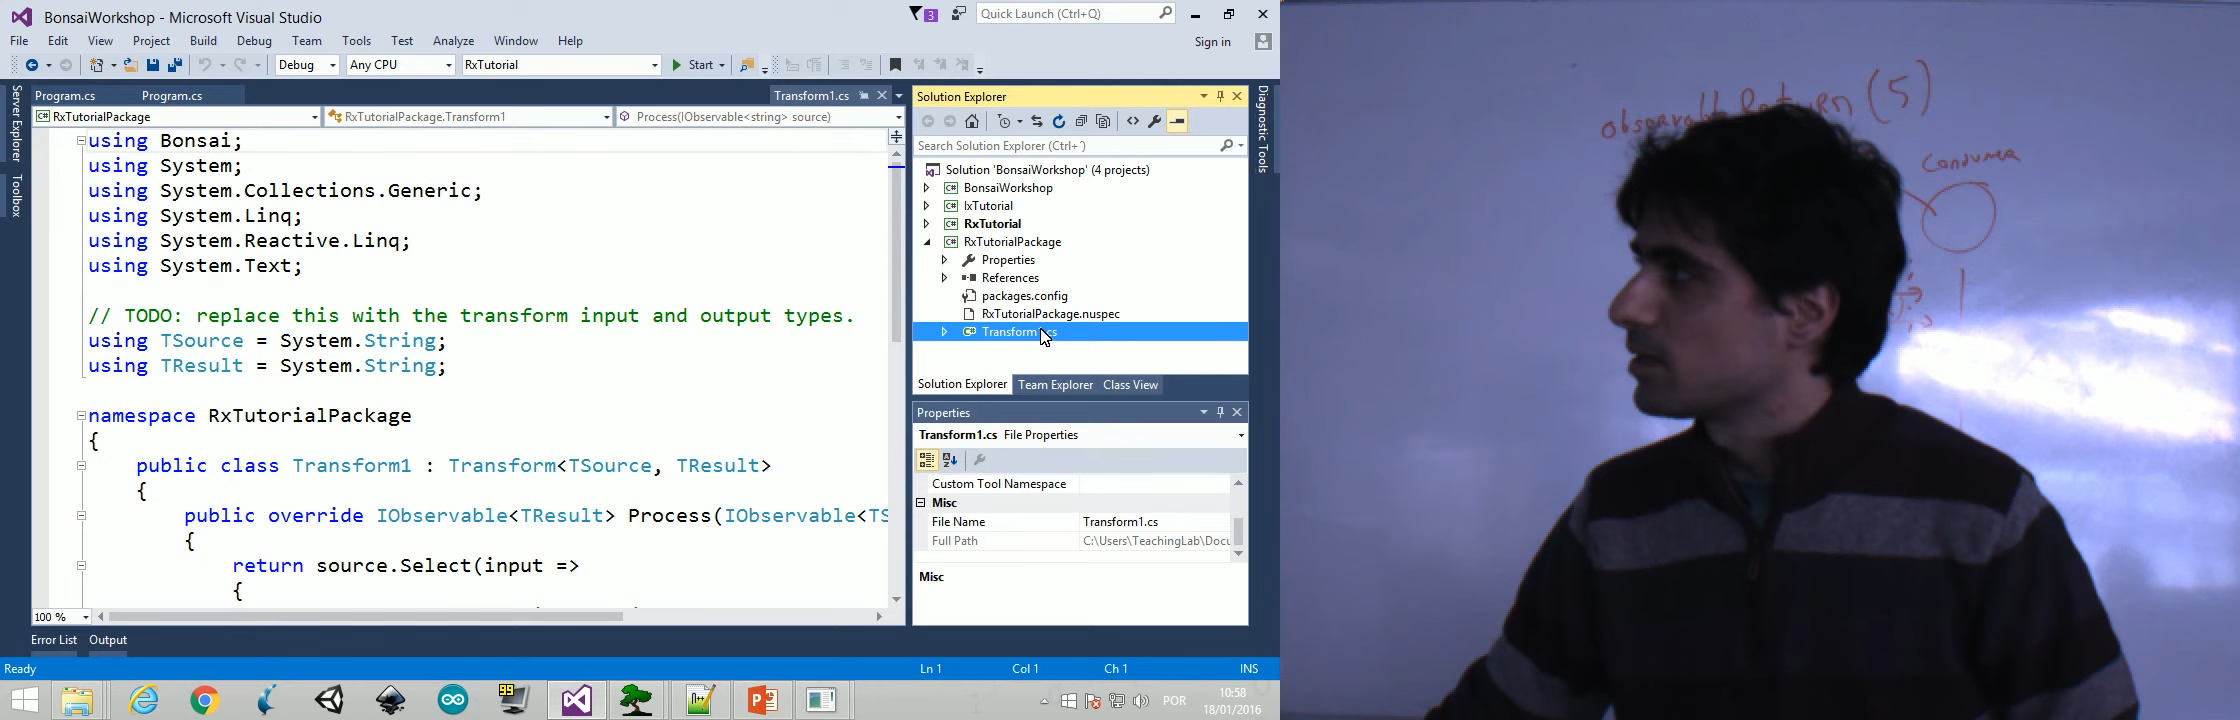 BonsaiWorkshop - Microsoft Visual Studio
3
Quick Launch (Ctrl+Q)
File Edit View Project Build Debug Team Tools Test Analyze Window Help
Sign in
Debug Any CPU RxTutorial Start
Server Explorer
Toolbox
Program.cs Program.cs Transform1.cs
RxTutorialPackage RxTutorialPackage.Transform1 Process(IObservable<string> source)
using Bonsai;
using System;
using System.Collections.Generic;
using System.Linq;
using System.Reactive.Linq;
using System.Text;
// TODO: replace this with the transform input and output types.
using TSource = System.String;
using TResult = System.String;
namespace RxTutorialPackage
{
public class Transform1 : Transform<TSource, TResult>
{
public override IObservable<TResult> Process(IObservable<TS
{
return source.Select(input =>
{
100 %
Error List Output
Solution Explorer
Search Solution Explorer (Ctrl+´)
Solution 'BonsaiWorkshop' (4 projects)
BonsaiWorkshop
IxTutorial
RxTutorial
RxTutorialPackage
Properties
References
packages.config
RxTutorialPackage.nuspec
Transform1.cs
Solution Explorer Team Explorer Class View
Properties
Transform1.cs File Properties
Custom Tool Namespace
Misc
File Name Transform1.cs
Full Path C:\Users\TeachingLab\Docu
Misc
Diagnostic Tools
Ready Ln 1 Col 1 Ch 1 INS
99
POR
10:58
18/01/2016
Observable Return (5)